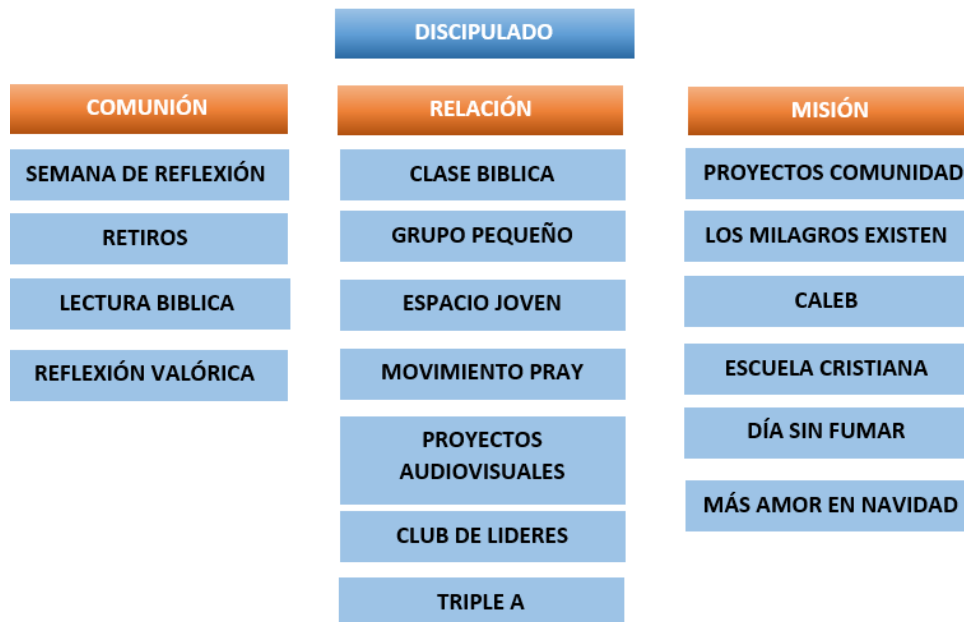 DISCIPULADO
COMUNIÓN
SEMANA DE REFLEXIÓN
RETIROS
LECTURA BIBLICA
REFLEXIÓN VALÓRICA
RELACIÓN
CLASE BIBLICA
GRUPO PEQUEÑO
ESPACIO JOVEN
MOVIMIENTO PRAY
PROYECTOS
AUDIOVISUALES
CLUB DE LIDERES
TRIPLE A
MISIÓN
PROYECTOS COMUNIDAD
LOS MILAGROS EXISTEN
CALEB
ESCUELA CRISTIANA
DÍA SIN FUMAR
MÁS AMOR EN NAVIDAD